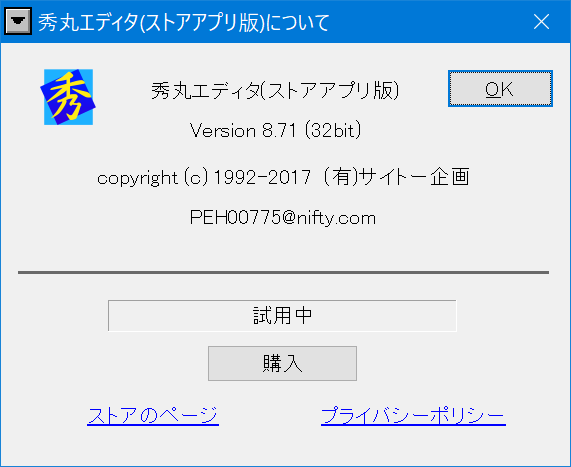 秀丸エディタ(ストアアプリ版)について
秀
秀丸エディタ(ストアアプリ版)
OK
Version 8.71 (32bit)
copyright (c) 1992-2017 (有)サイトー企画
PEH00775@nifty.com
試用中
購入
ストアのページ
プライバシーポリシー